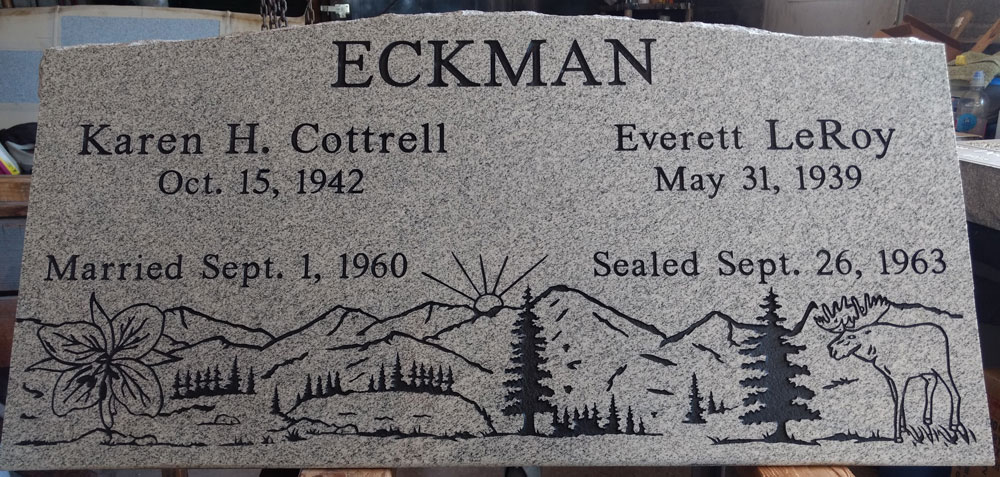 ECKMAN
Karen H. Cottrell
Oct. 15, 1942
Everett LeRoy
May 31, 1939
Married Sept. 1, 1960
Sealed Sept. 26, 1963